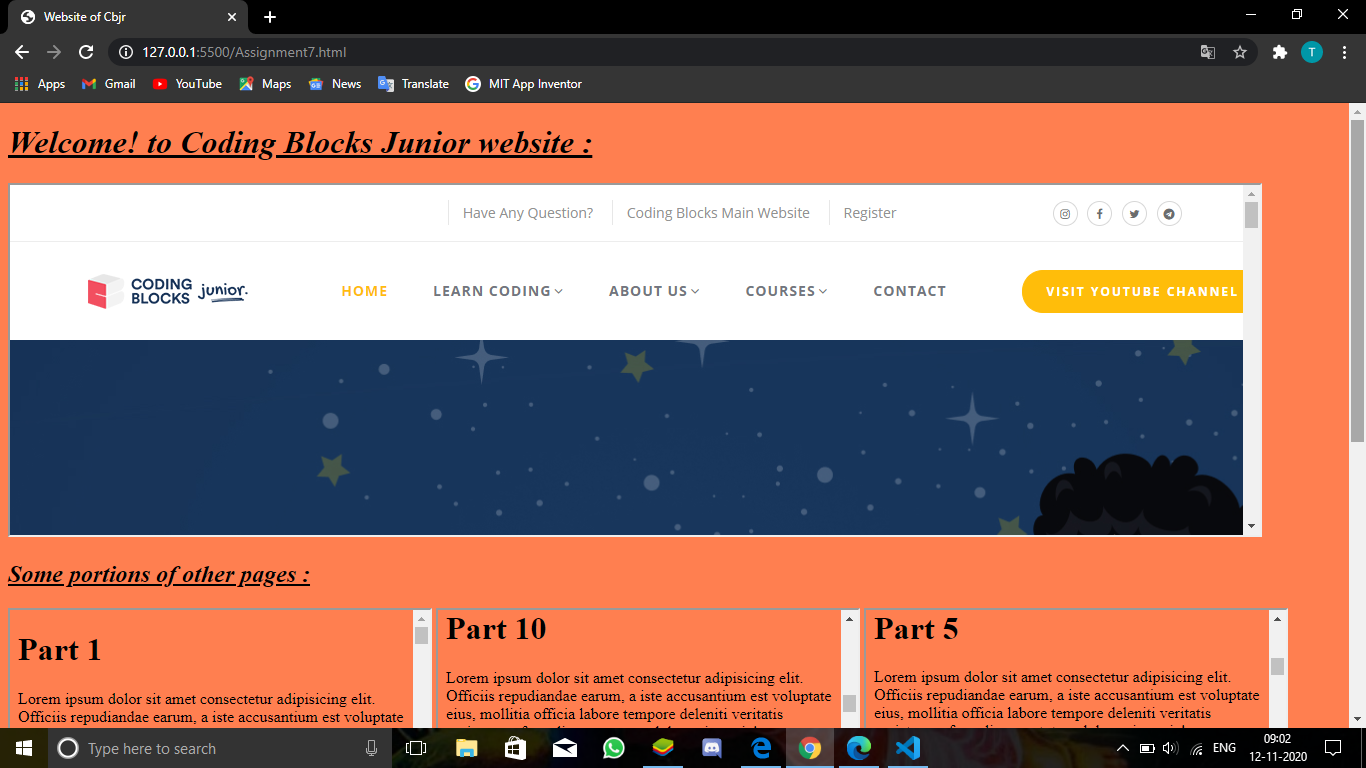 Website of Cbjr
127.0.0.1:5500/Assignment7.html
T
Apps Gmail YouTube Maps News Translate MIT App Inventor
Welcome! to Coding Blocks Junior website :
Have Any Question? Coding Blocks Main Website Register
CODING
BLOCKS junior.
HOME LEARN CODING ABOUT US COURSES CONTACT VISIT YOUTUBE CHANNEL
Some portions of other pages :
Part 1
Lorem ipsum dolor sit amet consectetur adipisicing elit.
Officiis repudiandae earum, a iste accusantium est voluptate
Part 10
Lorem ipsum dolor sit amet consectetur adipisicing elit.
Officiis repudiandae earum, a iste accusantium est voluptate
eius, mollitia officia labore tempore deleniti veritatis
Part 5
Lorem ipsum dolor sit amet consectetur adipisicing elit.
Officiis repudiandae earum, a iste accusantium est voluptate
eius, mollitia officia labore tempore deleniti veritatis
Type here to search
ENG
09:02
12-11-2020